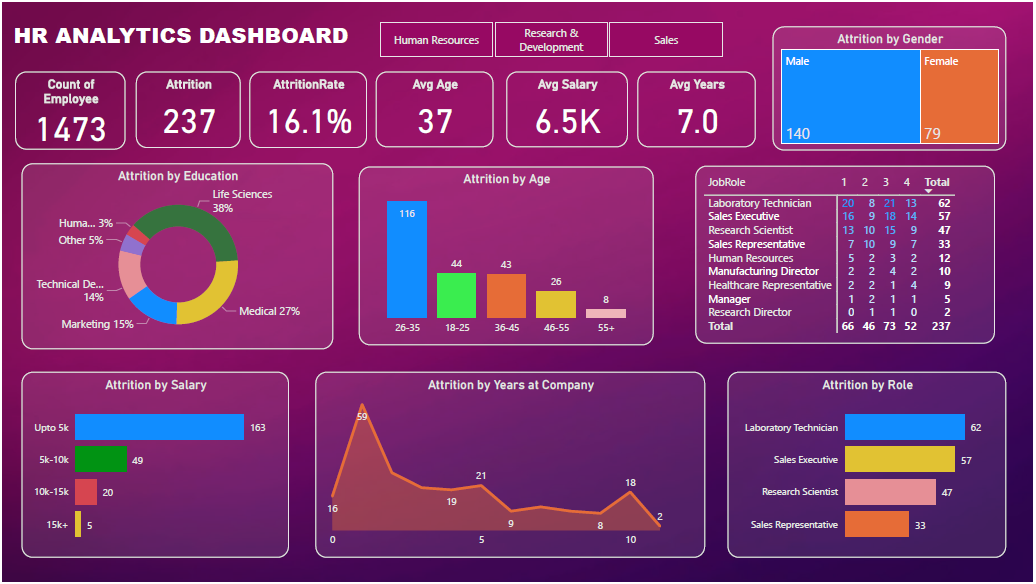 HR ANALYTICS DASHBOARD
Human Resources
Research &
Development
Sales
Count of
Employee
1473
Attrition
237
AttritionRate
16.1%
Avg Age
37
Avg Salary
6.5K
Avg Years
7.0
Attrition by Gender
Male
140
Female
79
Attrition by Education
Life Sciences
38%
Huma... 3%
Other 5%
Technical De...
14%
Marketing 15%
Medical 27%
Attrition by Age
116
44
43
26
8
26-35 18-25 36-45 46-55 55+
JobRole 1 2 3 4 Total
Laboratory Technician 20 8 21 13 62
Sales Executive 16 9 18 14 57
Research Scientist 13 10 15 9 47
Sales Representative 7 10 9 7 33
Human Resources 5 2 3 2 12
Manufacturing Director 2 2 4 2 10
Healthcare Representative 2 2 1 4 9
Manager 1 2 1 1 5
Research Director 0 1 1 0 2
Total 66 46 73 52 237
Attrition by Salary
Upto 5k 163
5k-10k 49
10k-15k 20
15k+ 5
Attrition by Years at Company
59
16
19
21
9
8
18
2
0 5 10
Attrition by Role
Laboratory Technician 62
Sales Executive 57
Research Scientist 47
Sales Representative 33